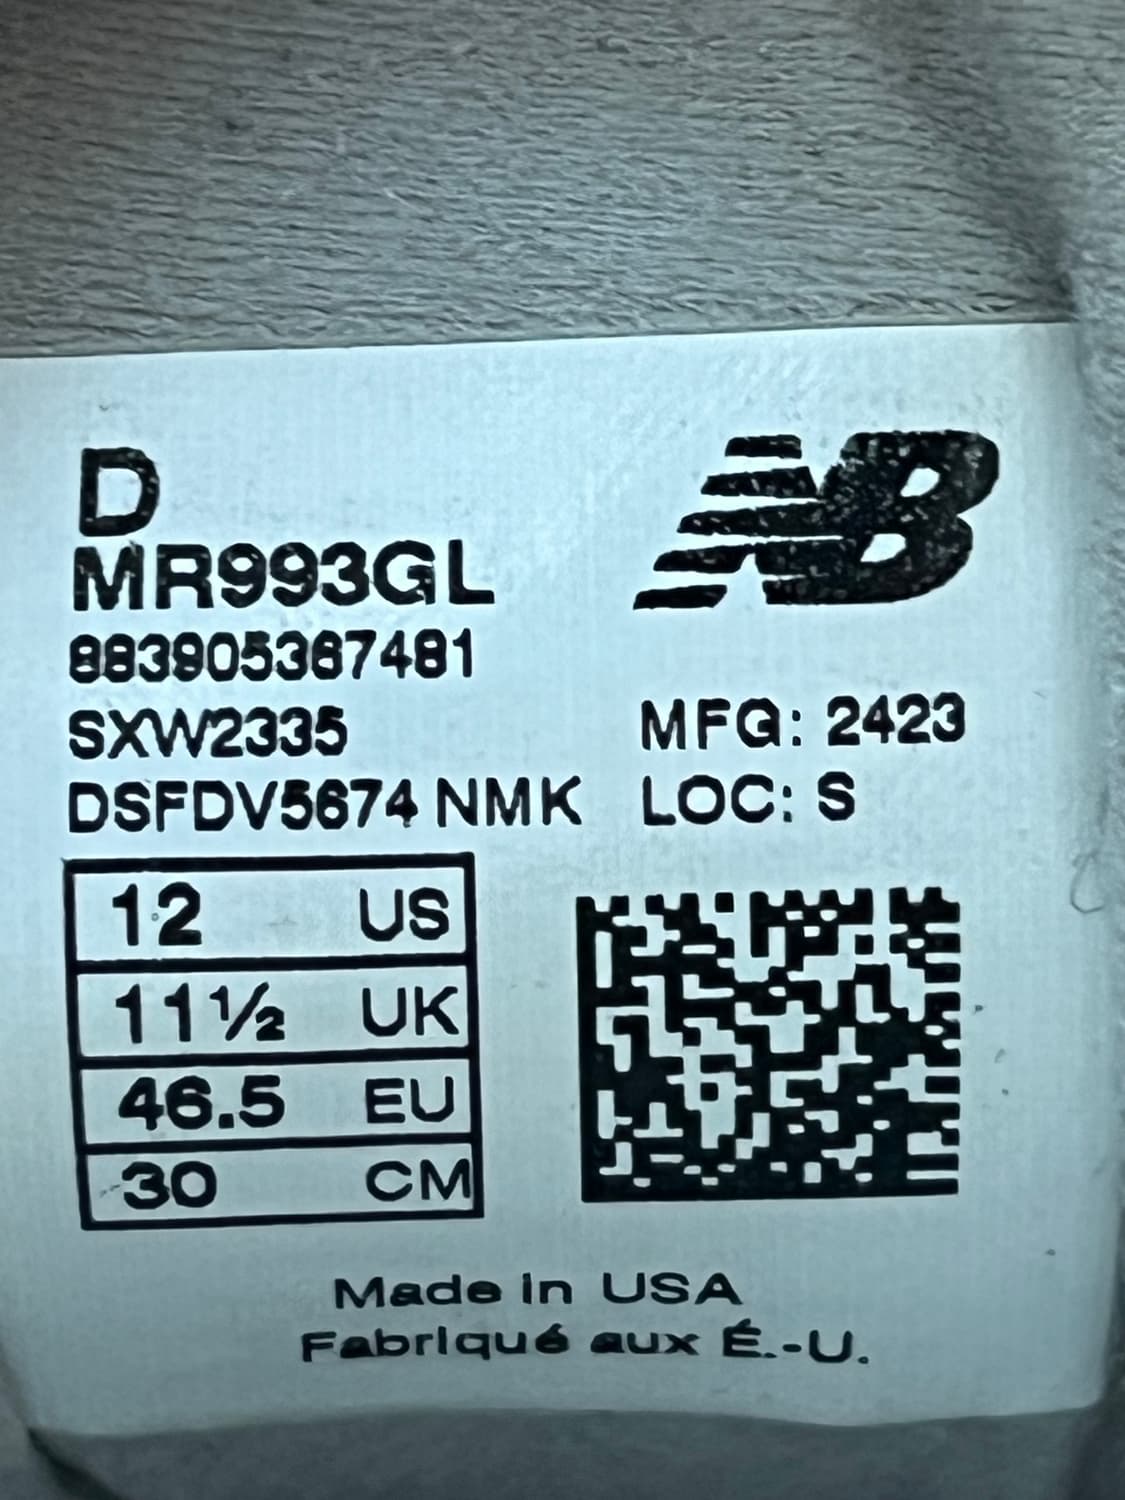 D
NB
MR993GL
883905367481
SXW2335
MFG: 2423
DSFDV5674 NMK
LOC: S
12 US
11½ UK
46.5 EU
30 CM
Made in USA
Fabriqué aux É.-U.